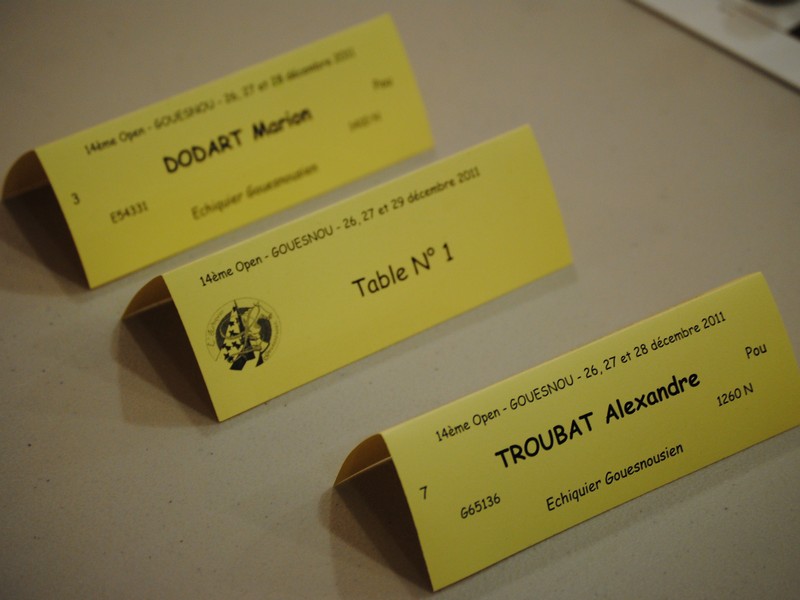 14ème Open - GOUESNOU - 26, 27 et 28 décembre 2011
Pou
DODART Marion
3
E54331
Echiquier Gouesnousien
14ème Open - GOUESNOU - 26, 27 et 29 décembre 2011
Table N° 1
14ème Open - GOUESNOU - 26, 27 et 28 décembre 2011
Pou
TROUBAT Alexandre
1260 N
7
G65136
Echiquier Gouesnousien